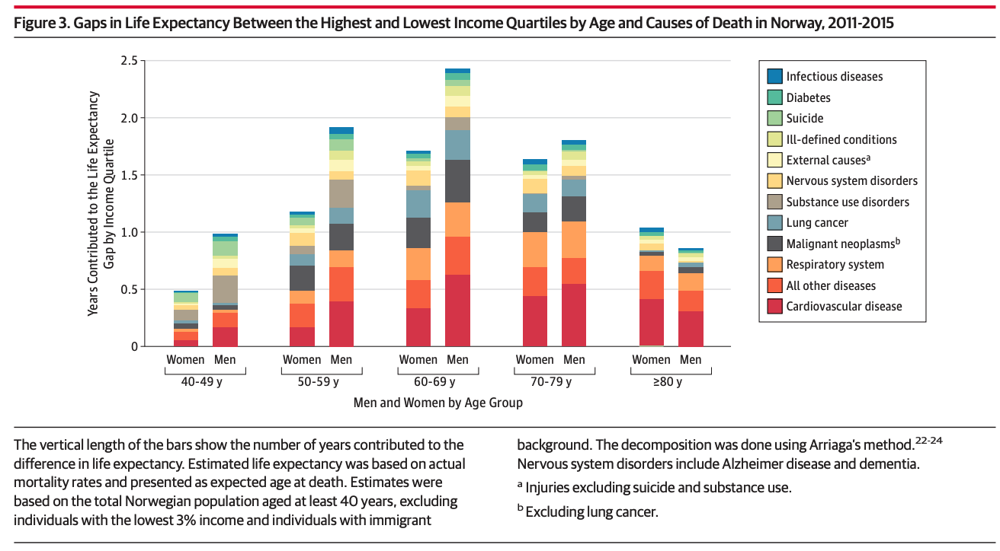 Figure 3. Gaps in Life Expectancy Between the Highest and Lowest Income Quartiles by Age and Causes of Death in Norway, 2011-2015
Years Contributed to the Life Expectancy
Gap by Income Quartile
2.5
2.0
1.5
1.0
0.5
0
Women Men Women Men Women Men Women Men Women Men
40-49 y 50-59 y 60-69 y 70-79 y ≥80 y
Men and Women by Age Group
Infectious diseases
Diabetes
Suicide
Ill-defined conditions
External causesᵃ
Nervous system disorders
Substance use disorders
Lung cancer
Malignant neoplasmsᵇ
Respiratory system
All other diseases
Cardiovascular disease
The vertical length of the bars show the number of years contributed to the
difference in life expectancy. Estimated life expectancy was based on actual
mortality rates and presented as expected age at death. Estimates were
based on the total Norwegian population aged at least 40 years, excluding
individuals with the lowest 3% income and individuals with immigrant
background. The decomposition was done using Arriaga's method.²²⁻²⁴
Nervous system disorders include Alzheimer disease and dementia.
ᵃ Injuries excluding suicide and substance use.
ᵇ Excluding lung cancer.